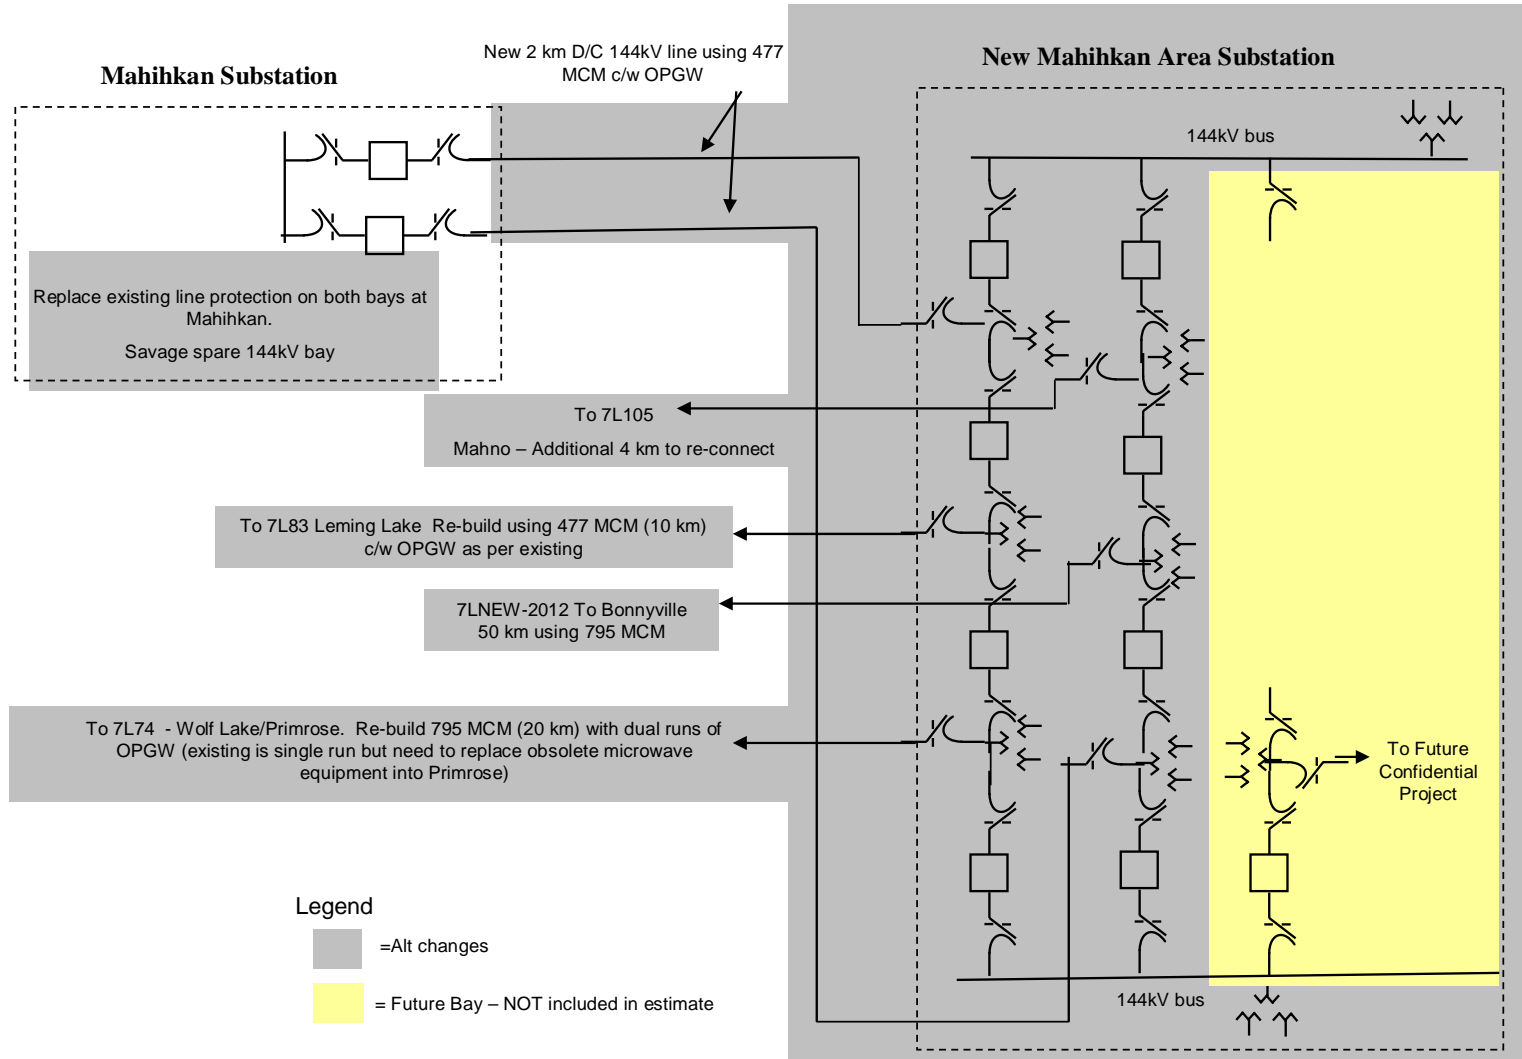 New 2 km D/C 144kV line using 477
MCM c/w OPGW
Mahihkan Substation
New Mahihkan Area Substation
144kV bus
Replace existing line protection on both bays at
Mahihkan.
Savage spare 144kV bay
To 7L105
Mahno – Additional 4 km to re-connect
To 7L83 Leming Lake  Re-build using 477 MCM (10 km)
c/w OPGW as per existing
7LNEW-2012 To Bonnyville
50 km using 795 MCM
To 7L74  - Wolf Lake/Primrose.  Re-build 795 MCM (20 km) with dual runs of
OPGW (existing is single run but need to replace obsolete microwave
equipment into Primrose)
To Future
Confidential
Project
Legend
=Alt changes
= Future Bay – NOT included in estimate
144kV bus